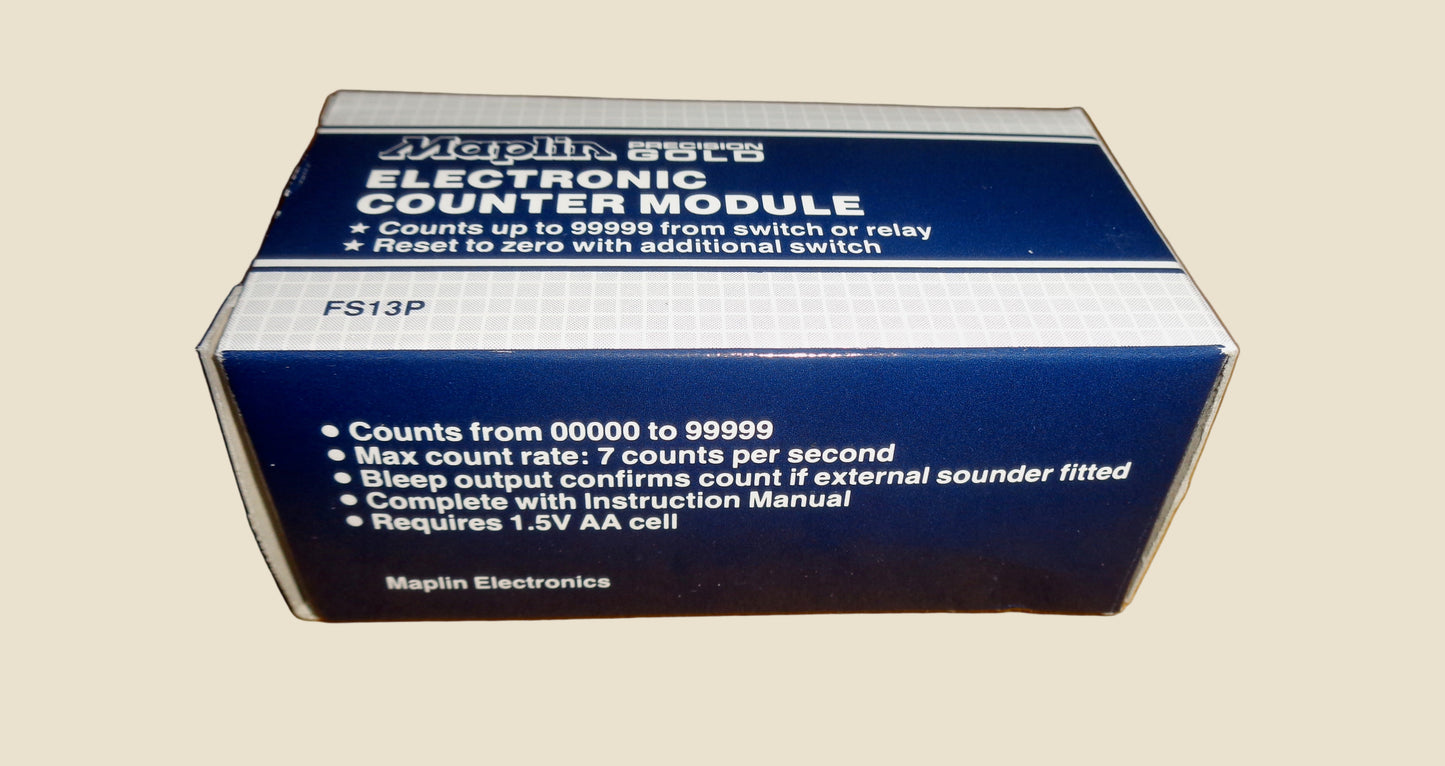 Maplin PRECISION GOLD
ELECTRONIC
COUNTER MODULE
★ Counts up to 99999 from switch or relay
★ Reset to zero with additional switch
FS13P
● Counts from 00000 to 99999
● Max count rate: 7 counts per second
● Bleep output confirms count if external sounder fitted
● Complete with Instruction Manual
● Requires 1.5V AA cell
Maplin Electronics